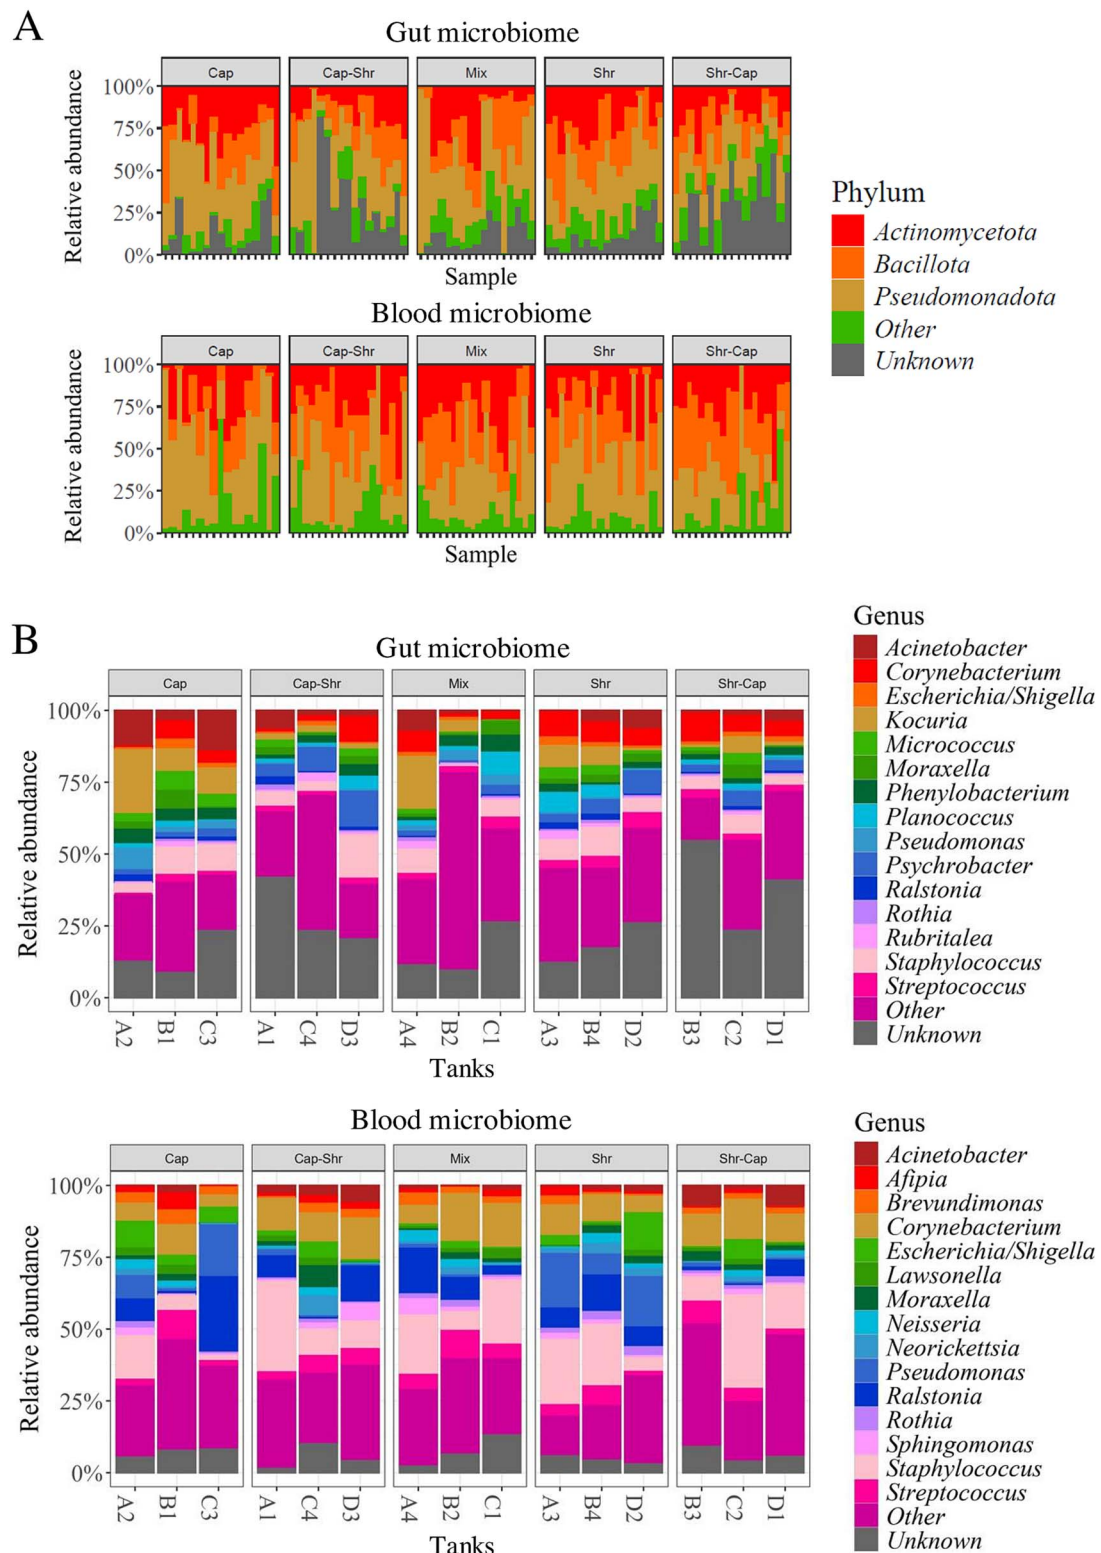 A
Gut microbiome
Cap
Cap-Shr
Mix
Shr
Shr-Cap
Relative abundance
100%
75%
50%
25%
0%
Sample
Phylum
Actinomycetota
Bacillota
Pseudomonadota
Other
Unknown
Blood microbiome
Cap
Cap-Shr
Mix
Shr
Shr-Cap
Relative abundance
100%
75%
50%
25%
0%
Sample
B
Gut microbiome
Cap
Cap-Shr
Mix
Shr
Shr-Cap
Relative abundance
100%
75%
50%
25%
0%
A2 B1 C3 A1 C4 D3 A4 B2 C1 A3 B4 D2 B3 C2 D1
Tanks
Genus
Acinetobacter
Corynebacterium
Escherichia/Shigella
Kocuria
Micrococcus
Moraxella
Phenylobacterium
Planococcus
Pseudomonas
Psychrobacter
Ralstonia
Rothia
Rubritalea
Staphylococcus
Streptococcus
Other
Unknown
Blood microbiome
Cap
Cap-Shr
Mix
Shr
Shr-Cap
Relative abundance
100%
75%
50%
25%
0%
A2 B1 C3 A1 C4 D3 A4 B2 C1 A3 B4 D2 B3 C2 D1
Tanks
Genus
Acinetobacter
Afipia
Brevundimonas
Corynebacterium
Escherichia/Shigella
Lawsonella
Moraxella
Neisseria
Neorickettsia
Pseudomonas
Ralstonia
Rothia
Sphingomonas
Staphylococcus
Streptococcus
Other
Unknown